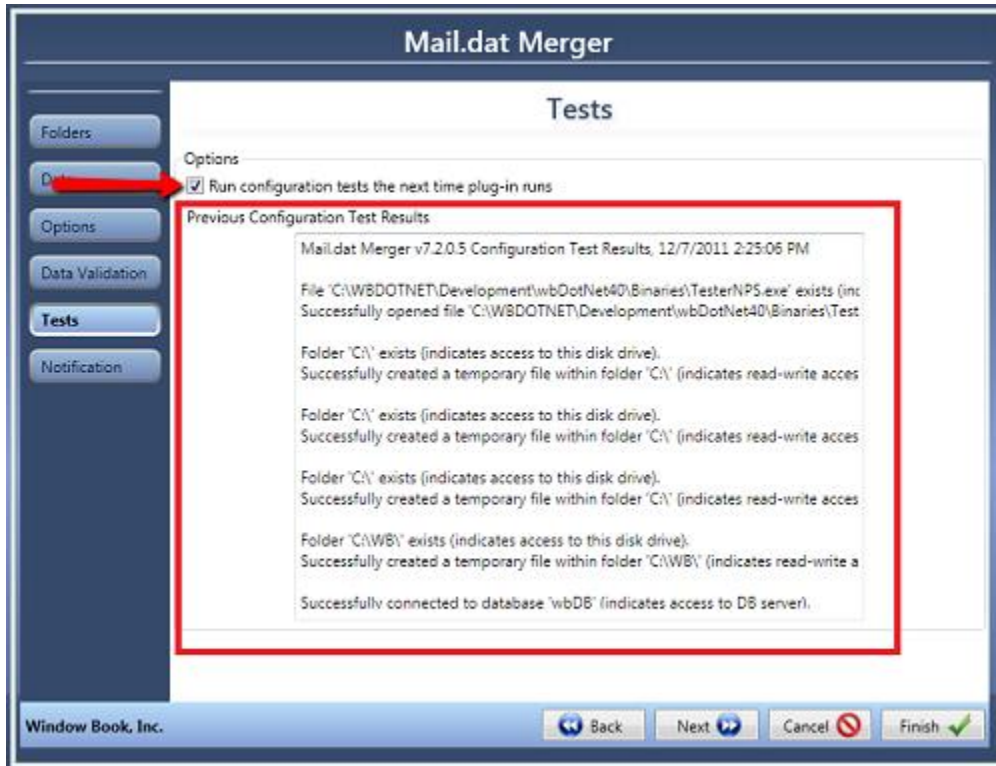 Mail.dat Merger
Tests
Folders
Options
Data Validation
Tests
Notification
Options
Run configuration tests the next time plug-in runs
Previous Configuration Test Results
Mail.dat Merger v7.2.0.5 Configuration Test Results, 12/7/2011 2:25:06 PM
File 'C:\WBDOTNET\Development\wbDotNet40\Binaries\TesterNPS.exe' exists (inc
Successfully opened file 'C:\WBDOTNET\Development\wbDotNet40\Binaries\Test
Folder 'C:\' exists (indicates access to this disk drive).
Successfully created a temporary file within folder 'C:\' (indicates read-write acces
Folder 'C:\' exists (indicates access to this disk drive).
Successfully created a temporary file within folder 'C:\' (indicates read-write acces
Folder 'C:\' exists (indicates access to this disk drive).
Successfully created a temporary file within folder 'C:\' (indicates read-write acces
Folder 'C:\WB\' exists (indicates access to this disk drive).
Successfully created a temporary file within folder 'C:\WB\' (indicates read-write a
Successfully connected to database 'wbDB' (indicates access to DB server).
Window Book, Inc.
Back
Next
Cancel
Finish